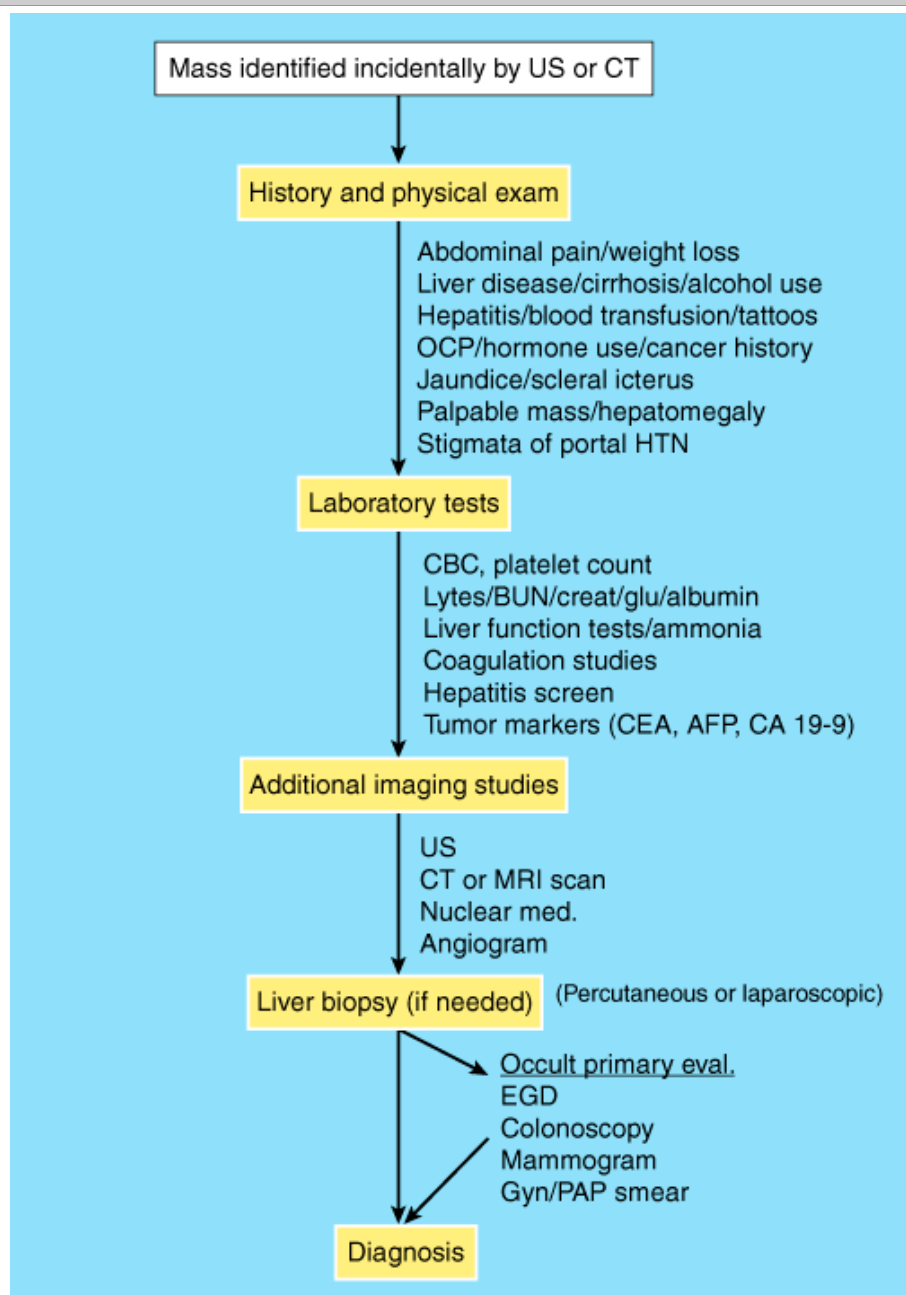 Mass identified incidentally by US or CT
History and physical exam
Abdominal pain/weight loss
Liver disease/cirrhosis/alcohol use
Hepatitis/blood transfusion/tattoos
OCP/hormone use/cancer history
Jaundice/scleral icterus
Palpable mass/hepatomegaly
Stigmata of portal HTN
Laboratory tests
CBC, platelet count
Lytes/BUN/creat/glu/albumin
Liver function tests/ammonia
Coagulation studies
Hepatitis screen
Tumor markers (CEA, AFP, CA 19-9)
Additional imaging studies
US
CT or MRI scan
Nuclear med.
Angiogram
Liver biopsy (if needed) (Percutaneous or laparoscopic)
Occult primary eval.
EGD
Colonoscopy
Mammogram
Gyn/PAP smear
Diagnosis